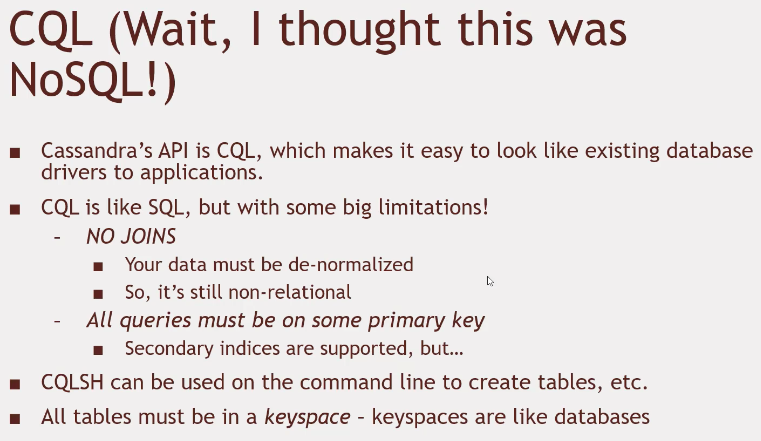 CQL (Wait, I thought this was
NoSQL!)
■ Cassandra's API is CQL, which makes it easy to look like existing database
drivers to applications.
■ CQL is like SQL, but with some big limitations!
– NO JOINS
■ Your data must be de-normalized
■ So, it's still non-relational
– All queries must be on some primary key
■ Secondary indices are supported, but…
■ CQLSH can be used on the command line to create tables, etc.
■ All tables must be in a keyspace – keyspaces are like databases